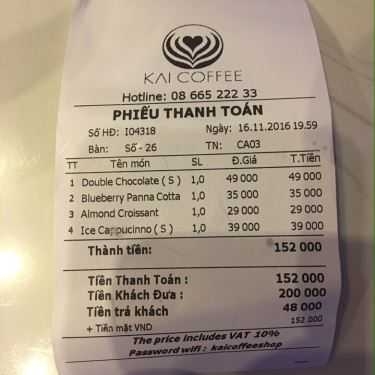 KAI COFFEE
Hotline: 08 665 222 33
PHIẾU THANH TOÁN
Số HĐ: I04318 Ngày: 16.11.2016 19.59
Bàn: Số - 26 TN: CA03
TT Tên món SL Đ.Giá T.Tiền
1 Double Chocolate ( S ) 1,0 49 000 49 000
2 Blueberry Panna Cotta 1,0 35 000 35 000
3 Almond Croissant 1,0 29 000 29 000
4 Ice Cappucinno ( S ) 1,0 39 000 39 000
Thành tiền: 152 000
Tiền Thanh Toán : 152 000
Tiền Khách Đưa : 200 000
Tiền trả khách 48 000
+ Tiền mặt VND 152 000
The price includes VAT 10%
Password wifi : kaicoffeeshop